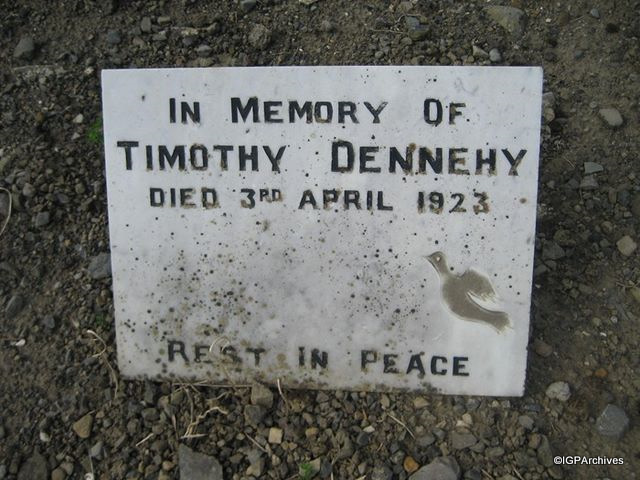 IN MEMORY OF
TIMOTHY DENNEHY
DIED 3RD APRIL 1923
REST IN PEACE
©IGPArchives